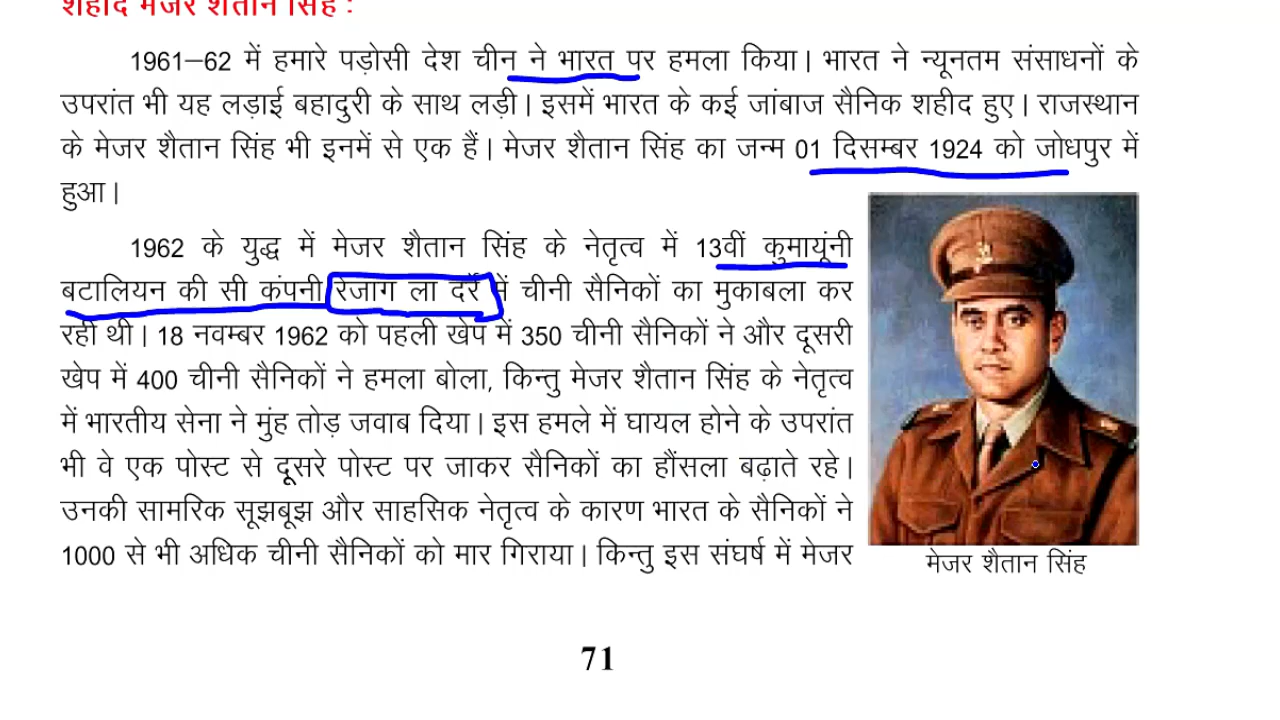 शहीद मेजर शैतान सिंह :
1961–62 में हमारे पड़ोसी देश चीन ने भारत पर हमला किया। भारत ने न्यूनतम संसाधनों के
उपरांत भी यह लड़ाई बहादुरी के साथ लड़ी। इसमें भारत के कई जांबाज सैनिक शहीद हुए। राजस्थान
के मेजर शैतान सिंह भी इनमें से एक हैं। मेजर शैतान सिंह का जन्म 01 दिसम्बर 1924 को जोधपुर में
हुआ।
1962 के युद्ध में मेजर शैतान सिंह के नेतृत्व में 13वीं कुमायूंनी
बटालियन की सी कंपनी रेजांग ला दर्रे में चीनी सैनिकों का मुकाबला कर
रही थी। 18 नवम्बर 1962 को पहली खेप में 350 चीनी सैनिकों ने और दूसरी
खेप में 400 चीनी सैनिकों ने हमला बोला, किन्तु मेजर शैतान सिंह के नेतृत्व
में भारतीय सेना ने मुंह तोड़ जवाब दिया। इस हमले में घायल होने के उपरांत
भी वे एक पोस्ट से दूसरे पोस्ट पर जाकर सैनिकों का हौंसला बढ़ाते रहे।
उनकी सामरिक सूझबूझ और साहसिक नेतृत्व के कारण भारत के सैनिकों ने
1000 से भी अधिक चीनी सैनिकों को मार गिराया। किन्तु इस संघर्ष में मेजर
मेजर शैतान सिंह
71